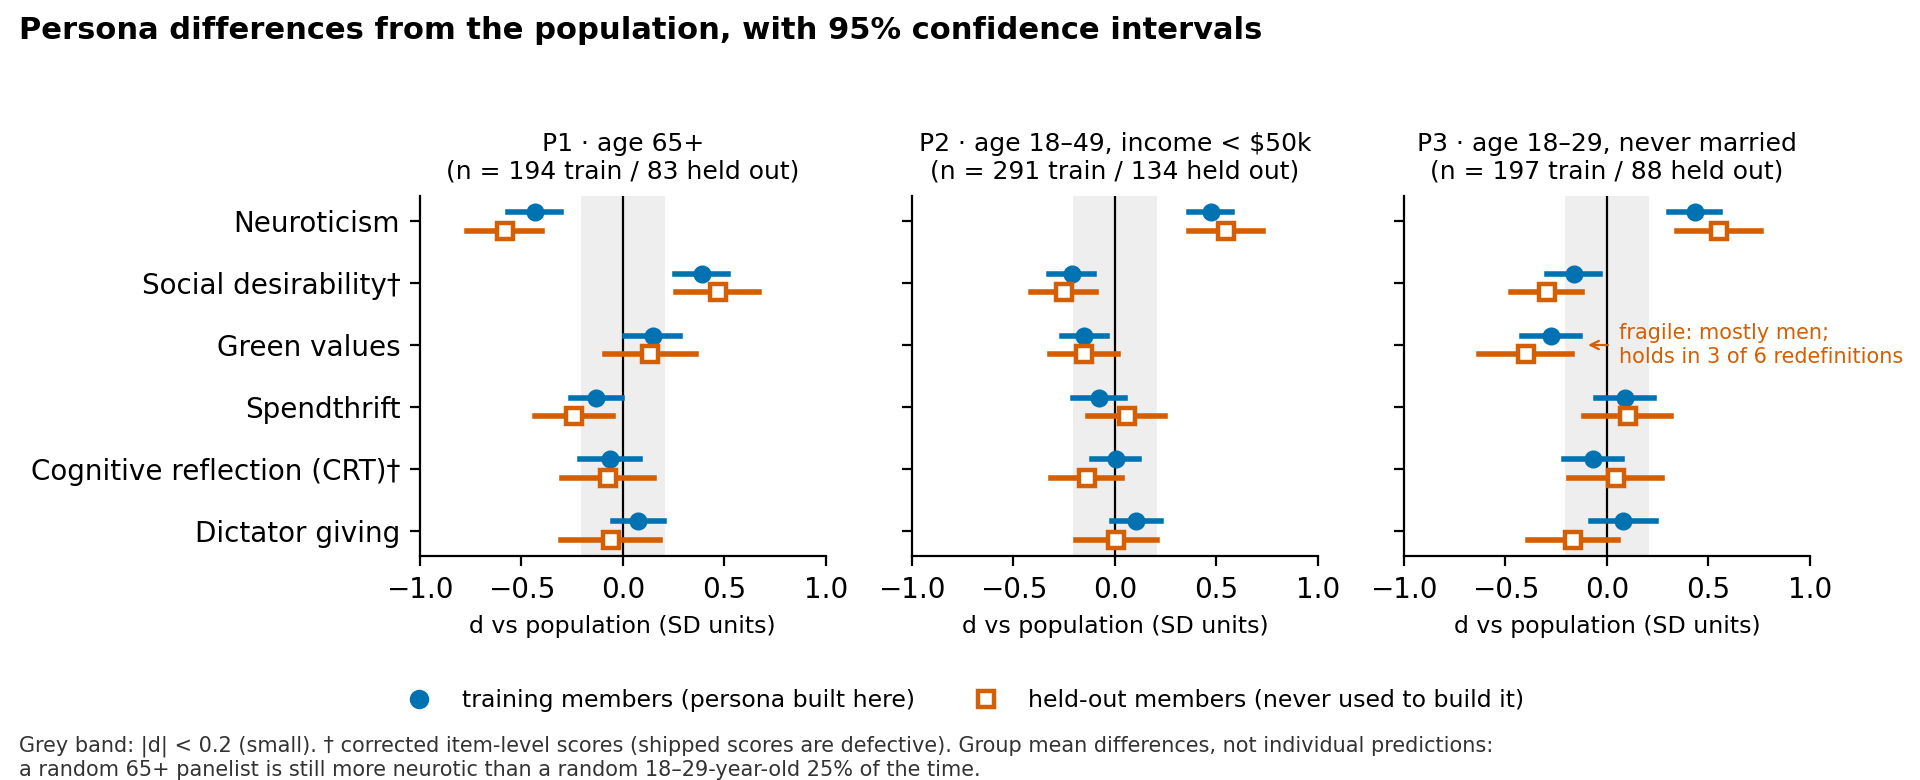 Persona differences from the population, with 95% confidence intervals
P1 · age 65+
(n = 194 train / 83 held out)
P2 · age 18–49, income < $50k
(n = 291 train / 134 held out)
P3 · age 18–29, never married
(n = 197 train / 88 held out)
Neuroticism
Social desirability†
Green values
Spendthrift
Cognitive reflection (CRT)†
Dictator giving
fragile: mostly men;
holds in 3 of 6 redefinitions
−1.0 −0.5 0.0 0.5 1.0
−1.0 −0.5 0.0 0.5 1.0
−1.0 −0.5 0.0 0.5 1.0
d vs population (SD units)
d vs population (SD units)
d vs population (SD units)
training members (persona built here)
held-out members (never used to build it)
Grey band: |d| < 0.2 (small). † corrected item-level scores (shipped scores are defective). Group mean differences, not individual predictions:
a random 65+ panelist is still more neurotic than a random 18–29-year-old 25% of the time.